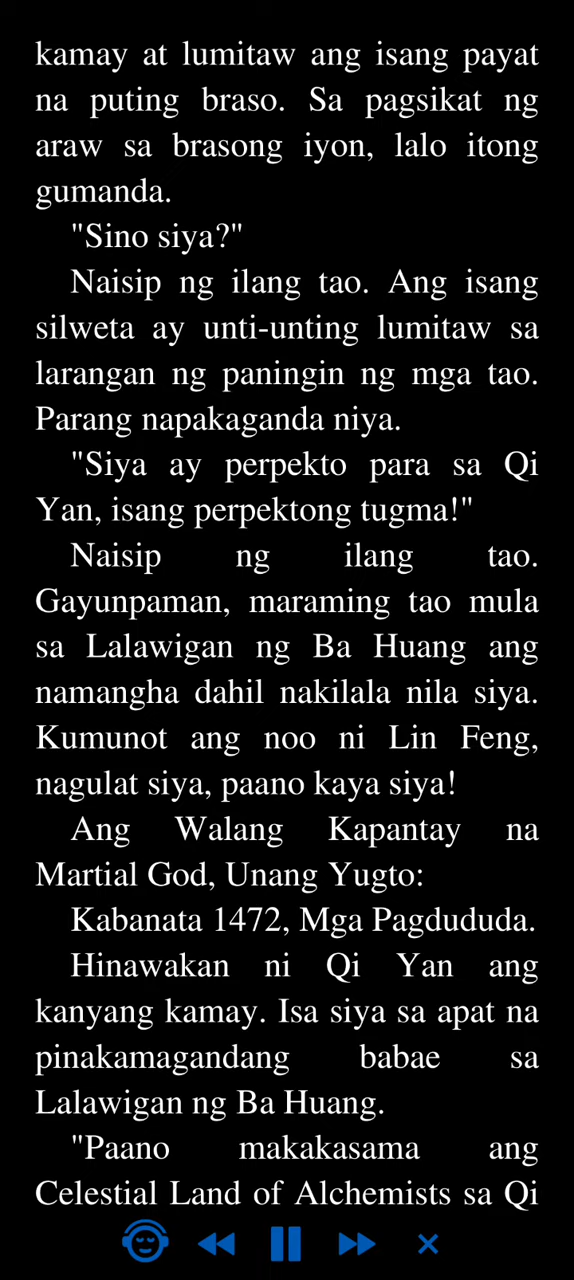 kamay at lumitaw ang isang payat
na puting braso. Sa pagsikat ng
araw sa brasong iyon, lalo itong
gumanda.
"Sino siya?"
Naisip ng ilang tao. Ang isang
silweta ay unti-unting lumitaw sa
larangan ng paningin ng mga tao.
Parang napakaganda niya.
"Siya ay perpekto para sa Qi
Yan, isang perpektong tugma!"
Naisip ng ilang tao.
Gayunpaman, maraming tao mula
sa Lalawigan ng Ba Huang ang
namangha dahil nakilala nila siya.
Kumunot ang noo ni Lin Feng,
nagulat siya, paano kaya siya!
Ang Walang Kapantay na
Martial God, Unang Yugto:
Kabanata 1472, Mga Pagdududa.
Hinawakan ni Qi Yan ang
kanyang kamay. Isa siya sa apat na
pinakamagandang babae sa
Lalawigan ng Ba Huang.
"Paano makakasama ang
Celestial Land of Alchemists sa Qi